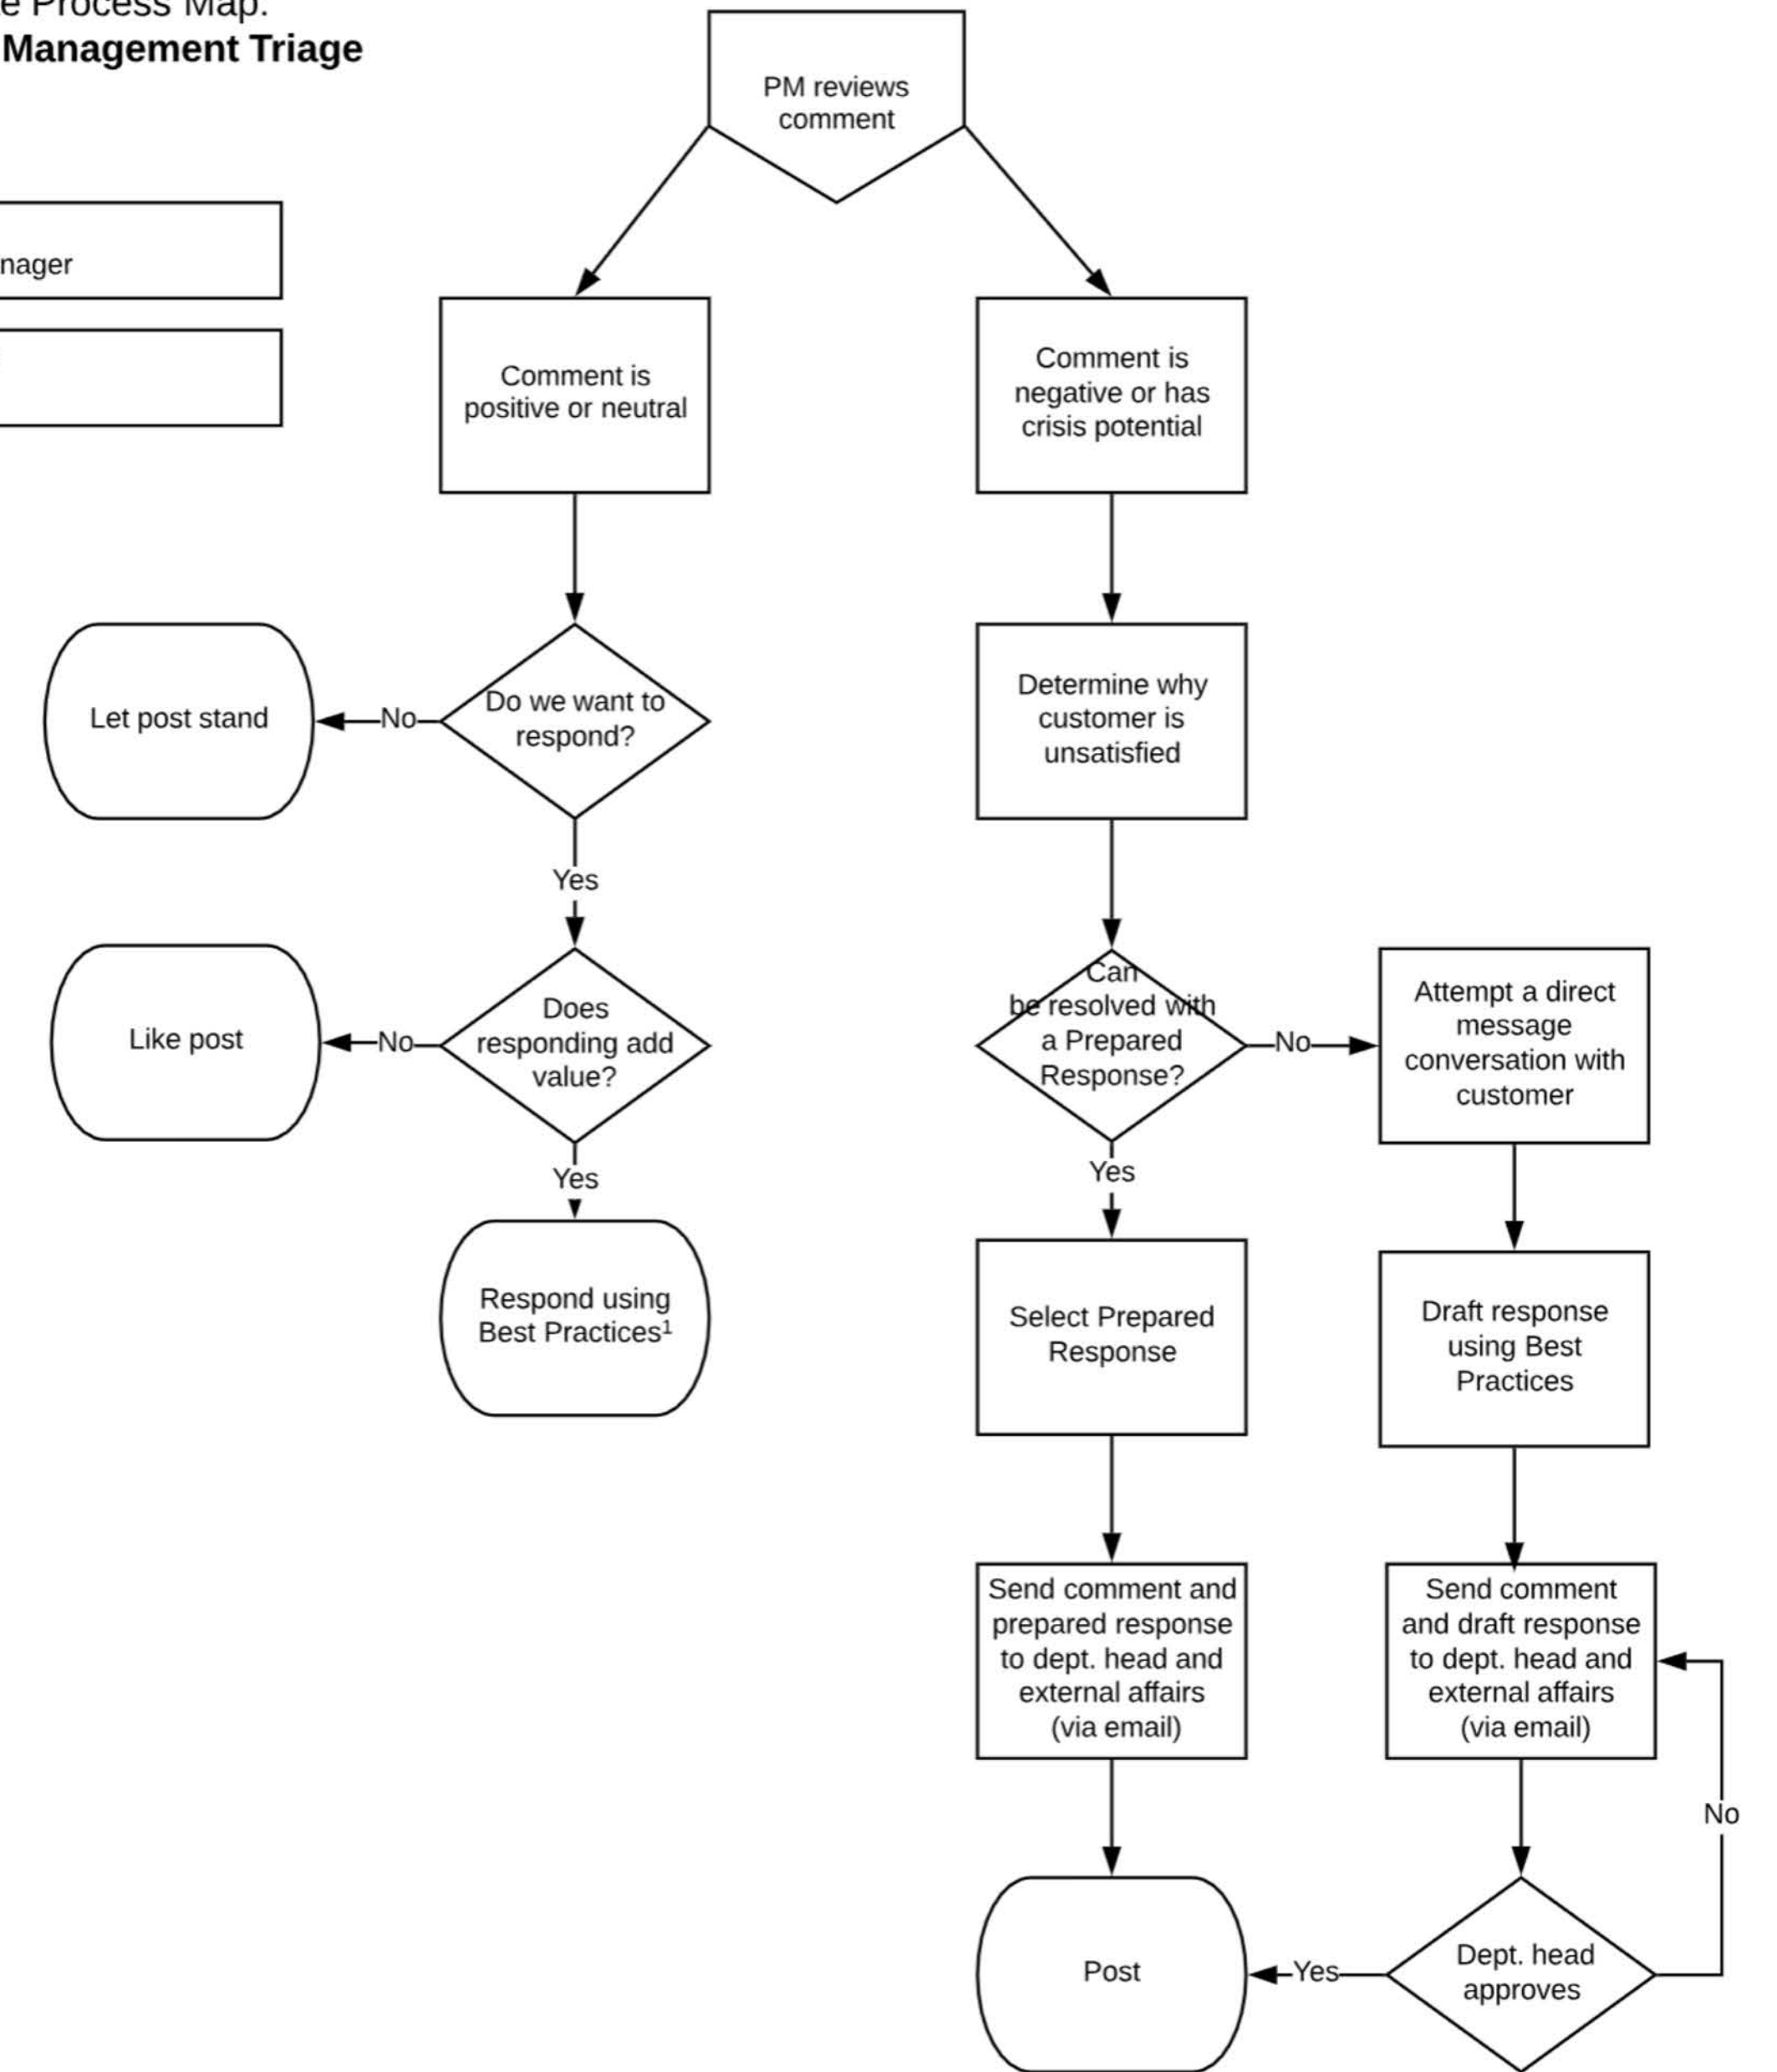 e Process Map:
Management Triage
PM reviews
comment
nager
Comment is
positive or neutral
Comment is
negative or has
crisis potential
Let post stand
No
Do we want to
respond?
Determine why
customer is
unsatisfied
Yes
Like post
No
Does
responding add
value?
Can
be resolved with
a Prepared
Response?
No
Attempt a direct
message
conversation with
customer
Yes
Yes
Respond using
Best Practices¹
Select Prepared
Response
Draft response
using Best
Practices
Send comment and
prepared response
to dept. head and
external affairs
(via email)
Send comment
and draft response
to dept. head and
external affairs
(via email)
No
Post
Yes
Dept. head
approves